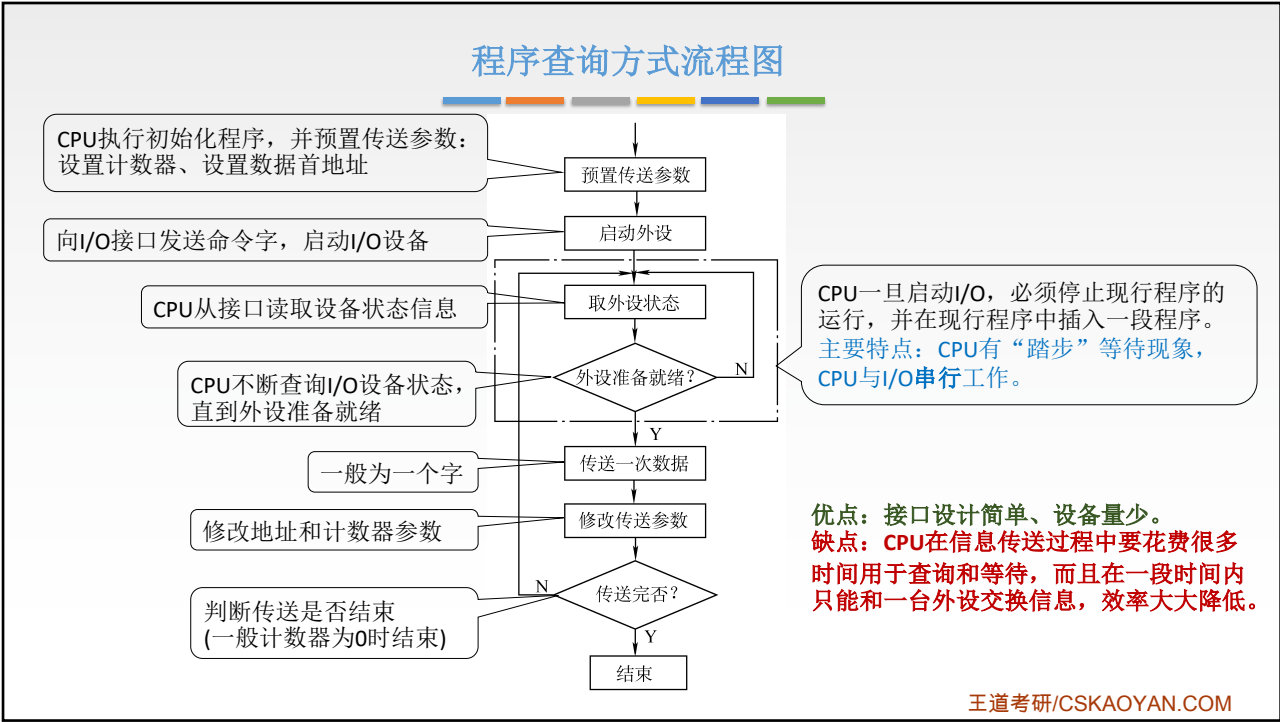 程序查询方式流程图
CPU执行初始化程序，并预置传送参数：
设置计数器、设置数据首地址
预置传送参数
向I/O接口发送命令字，启动I/O设备
启动外设
CPU从接口读取设备状态信息
取外设状态
CPU一旦启动I/O，必须停止现行程序的
运行，并在现行程序中插入一段程序。
主要特点：CPU有“踏步”等待现象，
CPU与I/O串行工作。
CPU不断查询I/O设备状态，
直到外设准备就绪
外设准备就绪?
N
Y
一般为一个字
传送一次数据
修改地址和计数器参数
修改传送参数
优点：接口设计简单、设备量少。
缺点：CPU在信息传送过程中要花费很多
时间用于查询和等待，而且在一段时间内
只能和一台外设交换信息，效率大大降低。
判断传送是否结束
(一般计数器为0时结束)
N
传送完否?
Y
结束
王道考研/CSKAOYAN.COM